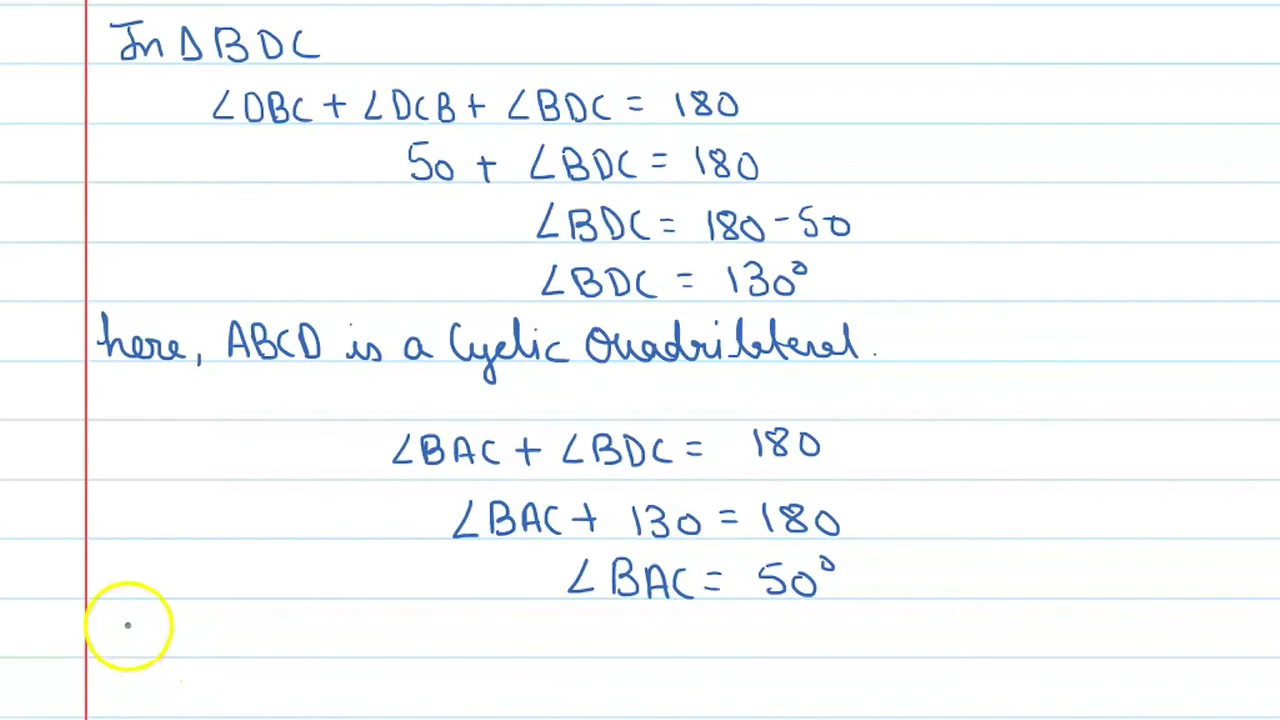 In Δ BDC
∠DBC + ∠DCB + ∠BDC = 180
50 + ∠BDC = 180
∠BDC = 180 - 50
∠BDC = 130°
here, ABCD is a Cyclic Quadrilateral.
∠BAC + ∠BDC = 180
∠BAC + 130 = 180
∠BAC = 50°